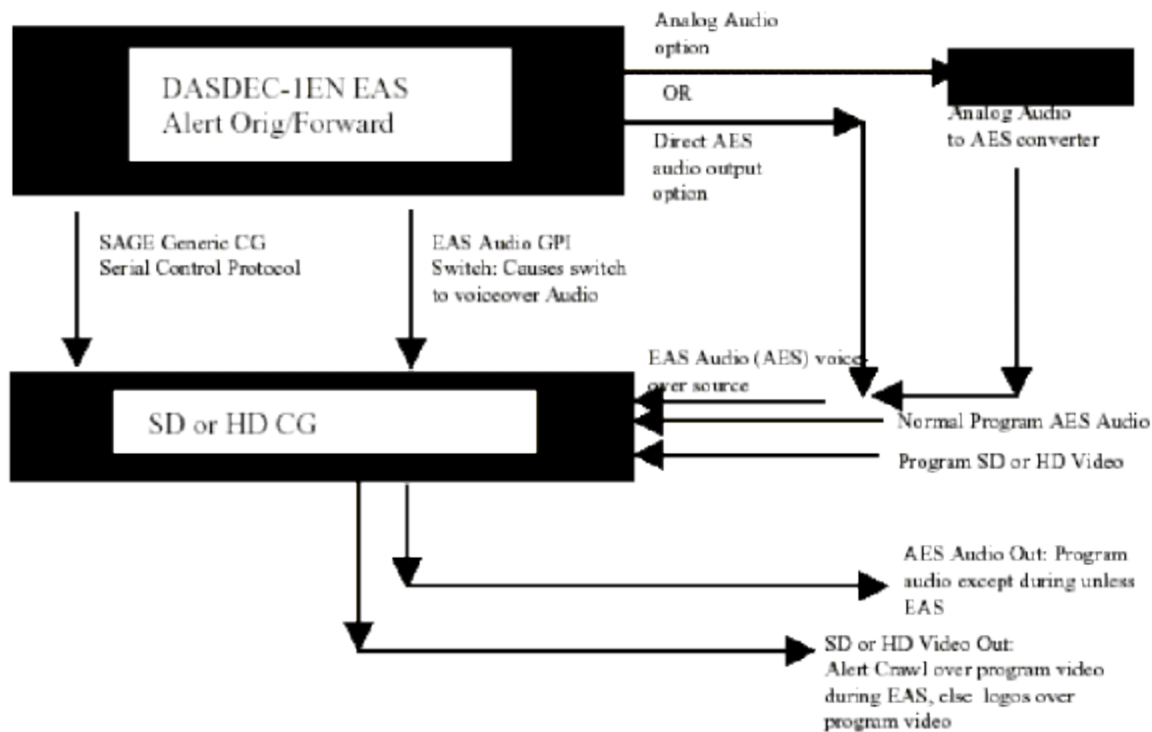 Analog Audio
option
OR
DASDEC-1EN EAS
Alert Orig/Forward
Analog Audio
to AES converter
Direct AES
audio output
option
SAGE Generic CG
Serial Control Protocol
EAS Audio GPI
Switch: Causes switch
to voiceover Audio
EAS Audio (AES) voice-
over source
SD or HD CG
Normal Program AES Audio
Program SD or HD Video
AES Audio Out: Program
audio except during unless
EAS
SD or HD Video Out:
Alert Crawl over program video
during EAS, else logos over
program video